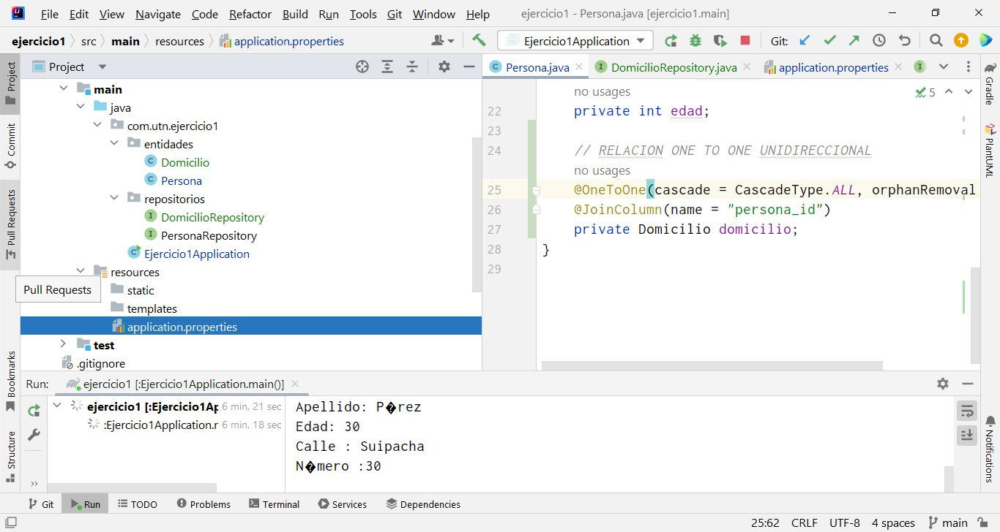 File Edit View Navigate Code Refactor Build Run Tools Git Window Help ejercicio1 - Persona.java [ejercicio1.main]
ejercicio1 src main resources application.properties Ejercicio1Application Git:
Project
Project
Commit
Pull Requests
Bookmarks
Structure
main
java
com.utn.ejercicio1
entidades
Domicilio
Persona
repositorios
DomicilioRepository
PersonaRepository
Ejercicio1Application
resources
static
templates
application.properties
test
.gitignore
Pull Requests
Persona.java DomicilioRepository.java application.properties
no usages
5
22 private int edad;
23
24 // RELACION ONE TO ONE UNIDIRECCIONAL
no usages
25 @OneToOne(cascade = CascadeType.ALL, orphanRemoval
26 @JoinColumn(name = "persona_id")
27 private Domicilio domicilio;
28 }
29
Gradle
PlantUML
Notifications
Run: ejercicio1 [:Ejercicio1Application.main()]
ejercicio1 [:Ejercicio1Ap 6 min, 21 sec
:Ejercicio1Application.r 6 min, 18 sec
Apellido: P�rez
Edad: 30
Calle : Suipacha
N�mero :30
Git Run TODO Problems Terminal Services Dependencies
25:62 CRLF UTF-8 4 spaces main